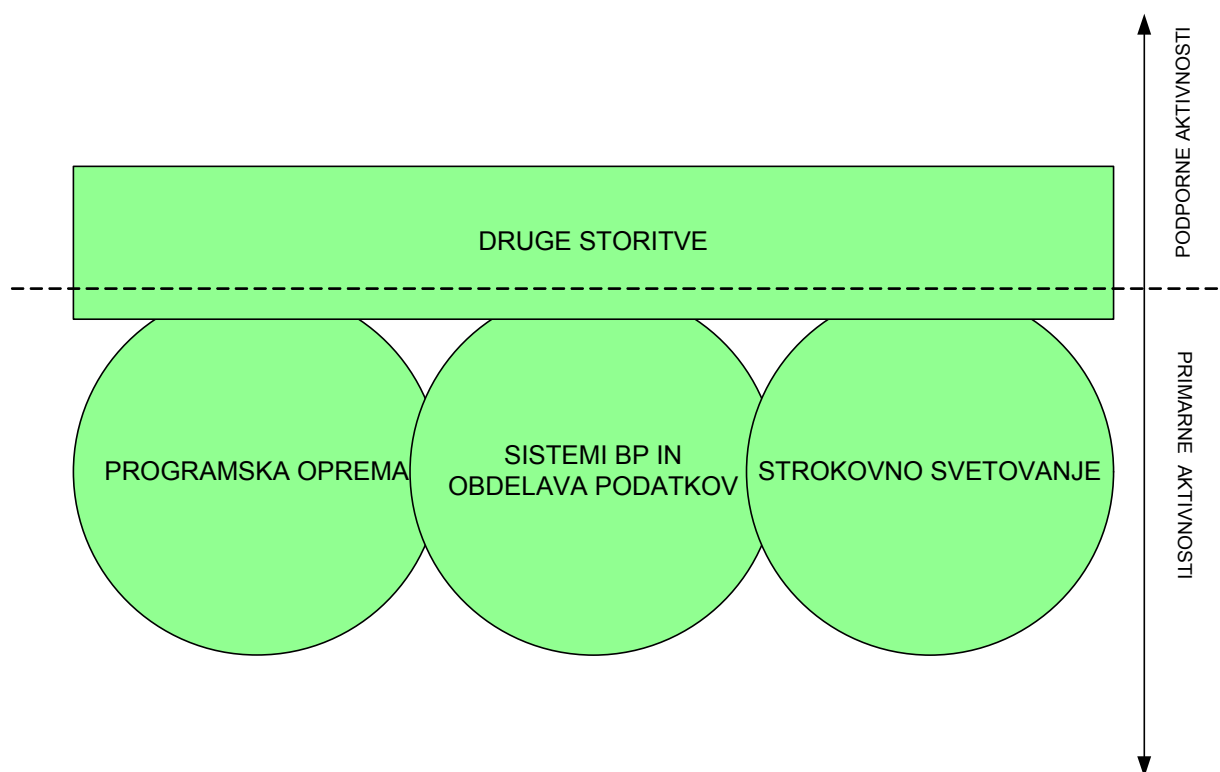 PODPORNE AKTIVNOSTI
DRUGE STORITVE
PROGRAMSKA OPREMA
SISTEMI BP IN
OBDELAVA PODATKOV
STROKOVNO SVETOVANJE
PRIMARNE AKTIVNOSTI